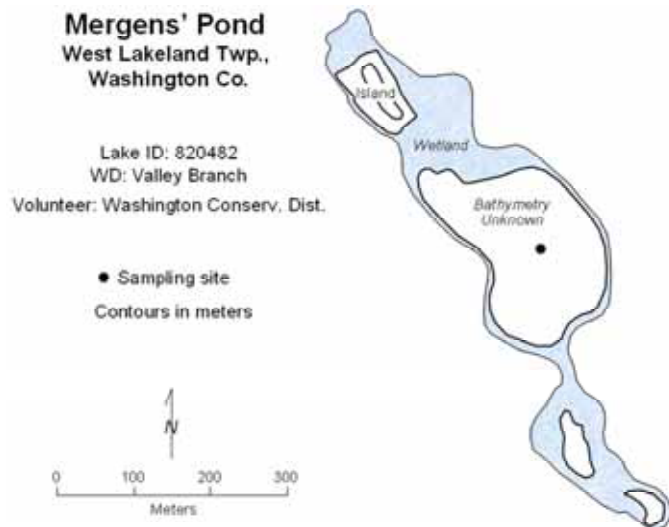 Mergens' Pond
West Lakeland Twp.,
Washington Co.
Lake ID: 820482
WD: Valley Branch
Volunteer: Washington Conserv. Dist.
Sampling site
Contours in meters
N
0 100 200 300
Meters
Island
Wetland
Bathymetry
Unknown